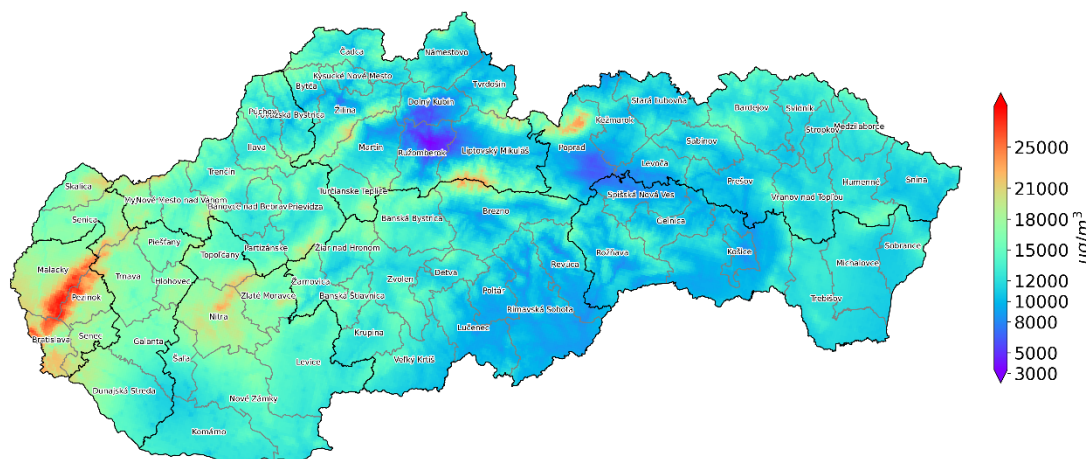 Čadca
Námestovo
Kysucké Nové Mesto
Bytča
Tvrdošín
Dolný Kubín
Stará Ľubovňa
Bardejov
Svidník
Žilina
Púchov
Považská Bystrica
Kežmarok
Stropkov
Medzilaborce
Sabinov
Ilava
Martin
Ružomberok
Liptovský Mikuláš
Poprad
Levoča
Trenčín
Prešov
Humenné
Snina
Skalica
Turčianske Teplice
Spišská Nová Ves
Vranov nad Topľou
Nové Mesto nad Váhom
Bánovce nad Bebravou
Prievidza
Brezno
Senica
Banská Bystrica
Gelnica
Piešťany
Partizánske
Žiar nad Hronom
Košice
Sobrance
Topoľčany
Rožňava
Malacky
Trnava
Hlohovec
Žarnovica
Zvolen
Detva
Revúca
Michalovce
Pezinok
Zlaté Moravce
Banská Štiavnica
Poltár
Trebišov
Nitra
Rimavská Sobota
Bratislava
Senec
Galanta
Krupina
Lučenec
Šaľa
Levice
Veľký Krtíš
Dunajská Streda
Nové Zámky
Komárno
25000
21000
18000
15000
12000
10000
8000
5000
3000
µg/m³